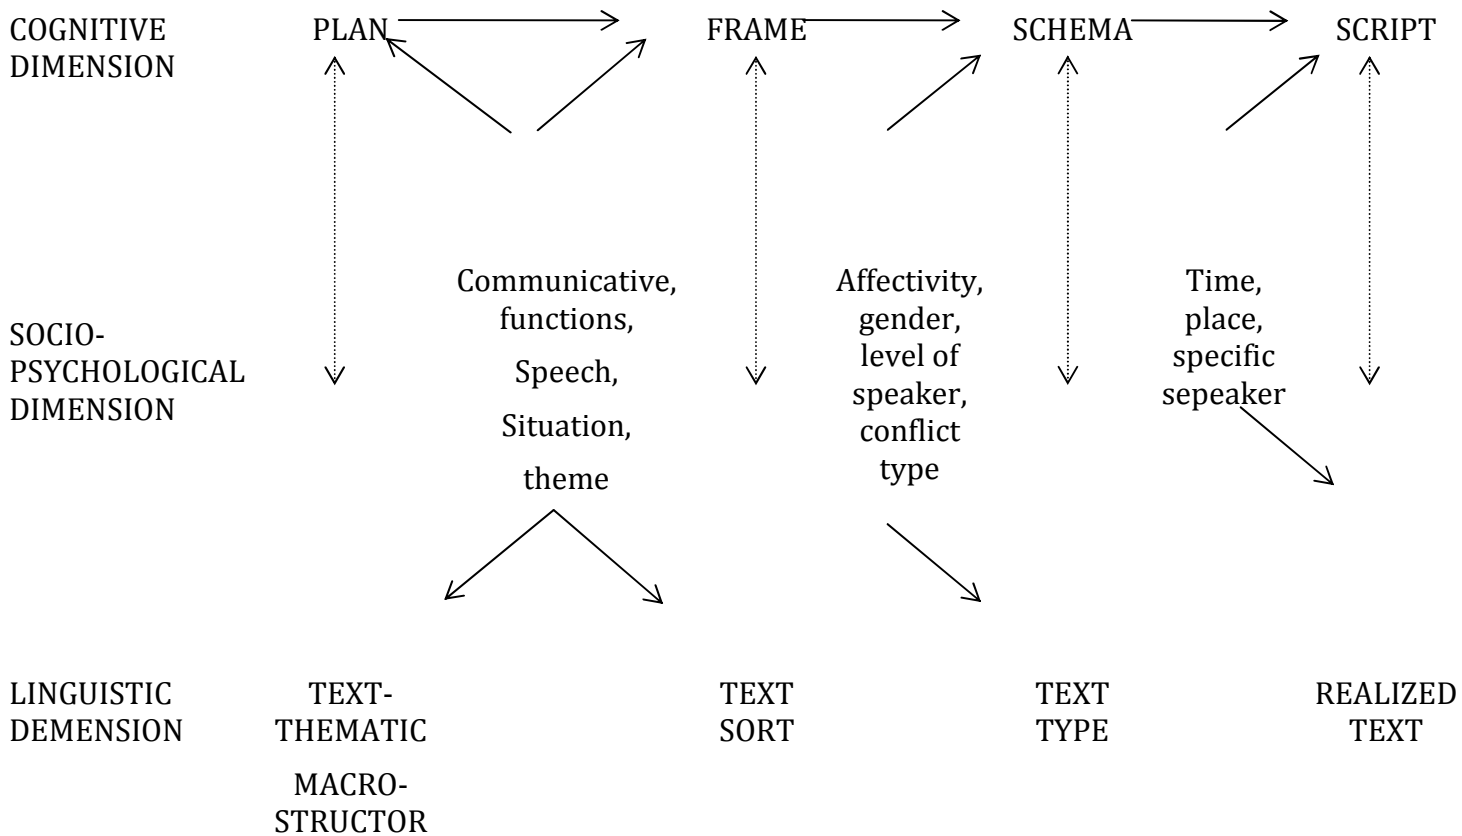 COGNITIVE
DIMENSION
PLAN
FRAME
SCHEMA
SCRIPT
SOCIO-
PSYCHOLOGICAL
DIMENSION
Communicative,
functions,
Speech,
Situation,
theme
Affectivity,
gender,
level of
speaker,
conflict
type
Time,
place,
specific
sepeaker
LINGUISTIC
DEMENSION
TEXT-
THEMATIC
MACRO-
STRUCTOR
TEXT
SORT
TEXT
TYPE
REALIZED
TEXT